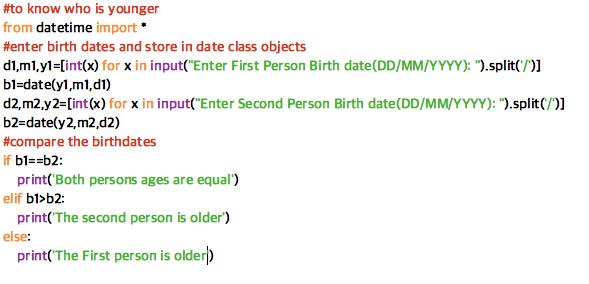 #to know who is younger
from datetime import *
#enter birth dates and store in date class objects
d1,m1,y1=[int(x) for x in input("Enter First Person Birth date(DD/MM/YYYY): ").split('/')]
b1=date(y1,m1,d1)
d2,m2,y2=[int(x) for x in input("Enter Second Person Birth date(DD/MM/YYYY): ").split('/')]
b2=date(y2,m2,d2)
#compare the birthdates
if b1==b2:
    print('Both persons ages are equal')
elif b1>b2:
    print('The second person is older')
else:
    print('The First person is older)